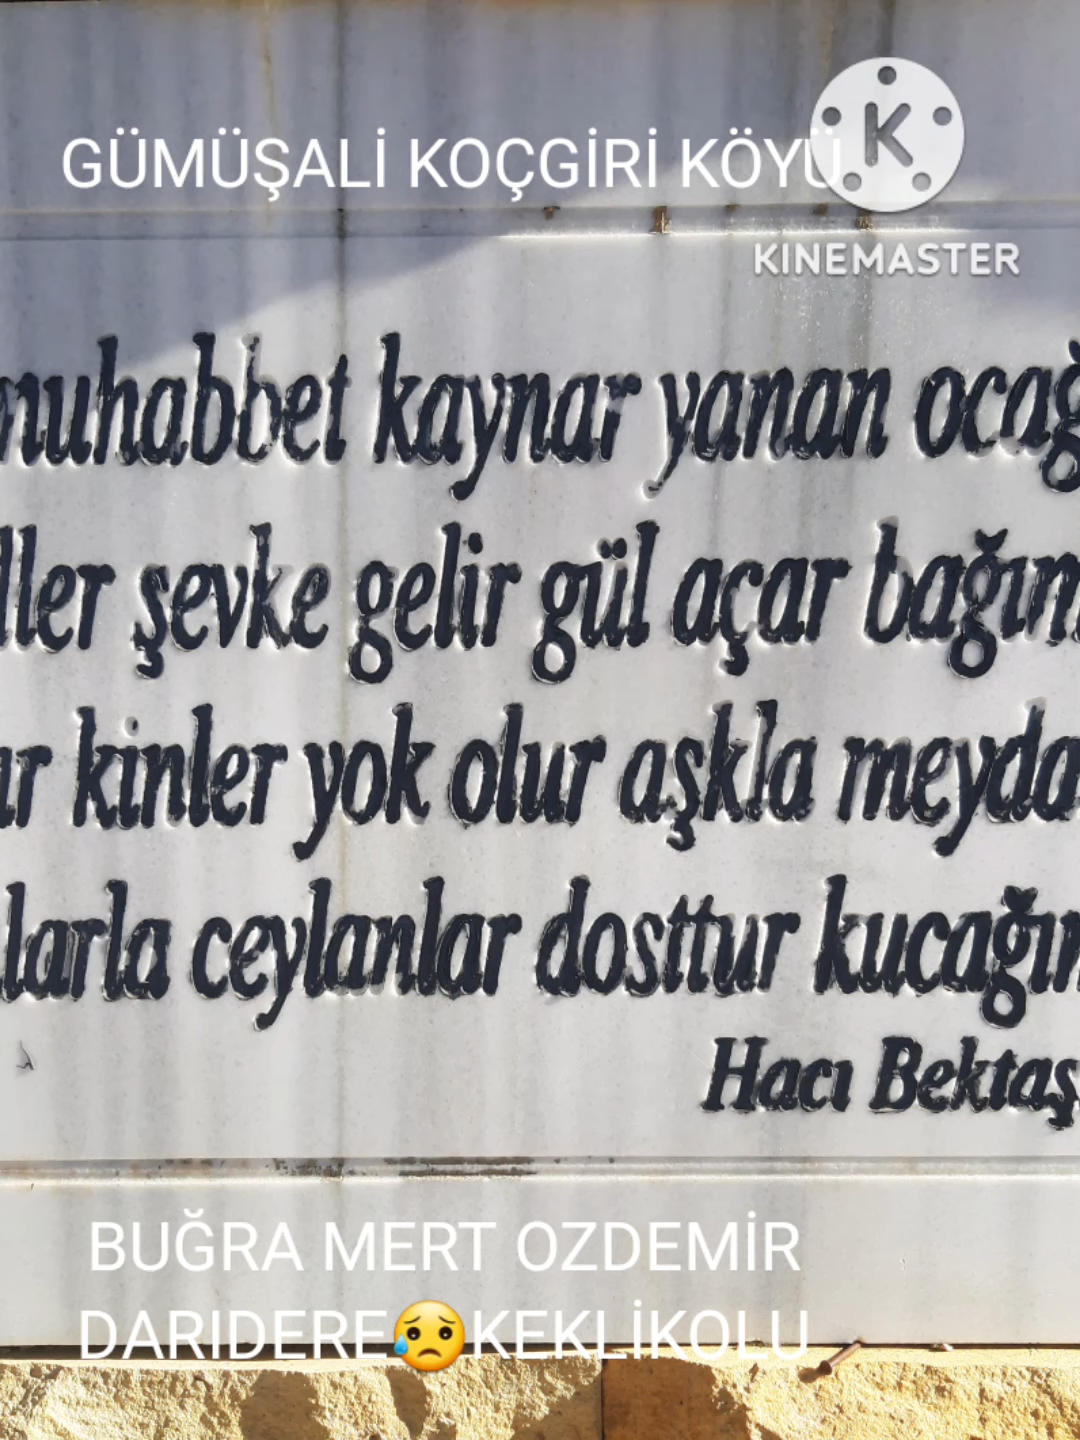 GÜMÜŞALİ KOÇGİRİ KÖYÜ
KINEMASTER
muhabbet kaynar yanan ocağ
ller şevke gelir gül açar bağın
ar kinler yok olur aşkla meyda
larla ceylanlar dosttur kucağın
Hacı Bektaş
BUĞRA MERT OZDEMİR
DARIDERE😥KEKLİKOLU